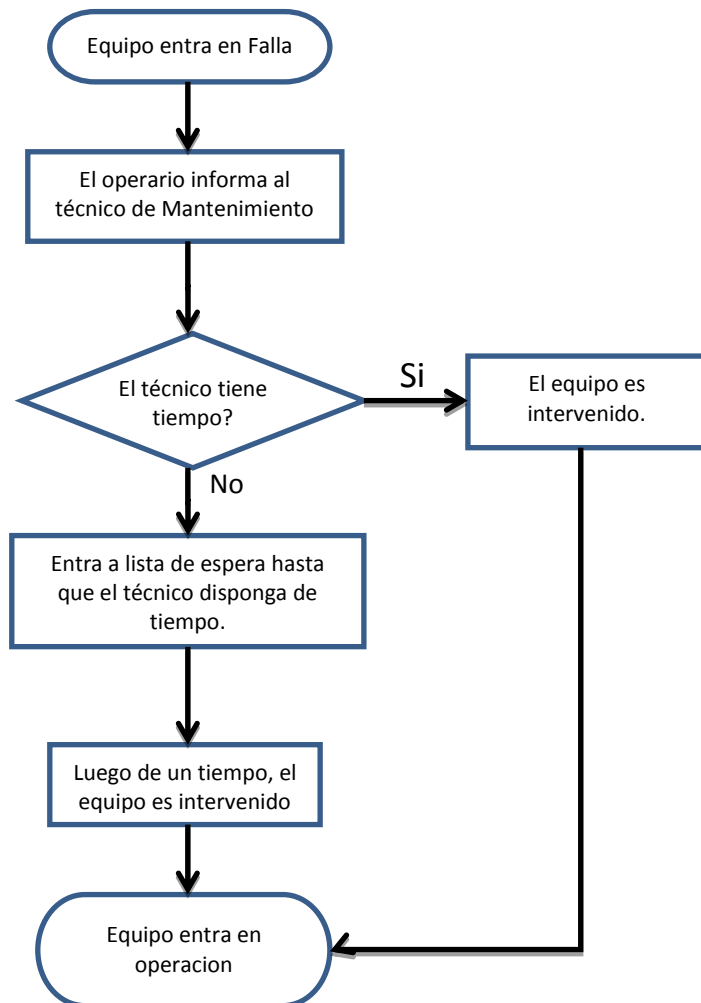 Equipo entra en Falla
El operario informa al
técnico de Mantenimiento
El técnico tiene
tiempo?
Si
El equipo es
intervenido.
No
Entra a lista de espera hasta
que el técnico disponga de
tiempo.
Luego de un tiempo, el
equipo es intervenido
Equipo entra en
operacion